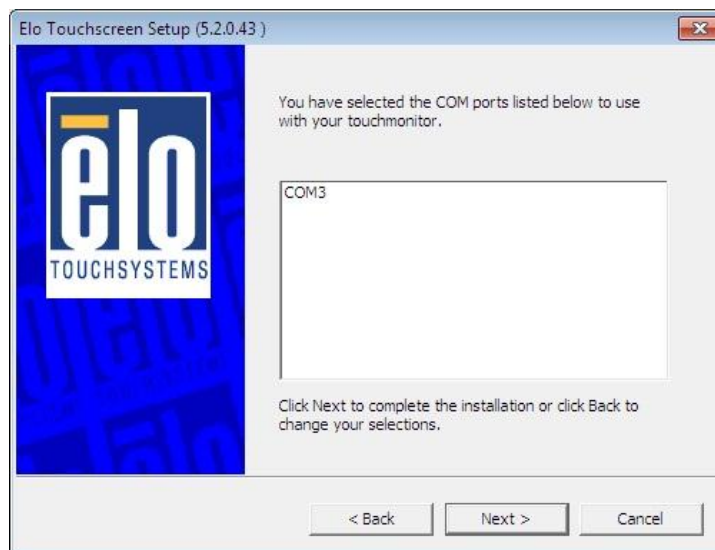 Elo Touchscreen Setup (5.2.0.43 )
You have selected the COM ports listed below to use
with your touchmonitor.
COM3
ēlo
TOUCHSYSTEMS
Click Next to complete the installation or click Back to
change your selections.
< Back
Next >
Cancel